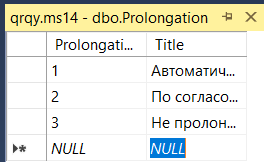 qrqy.ms14 - dbo.Prolongation
Prolongati... Title
1 Автоматич...
2 По согласо...
3 Не пролон...
NULL NULL